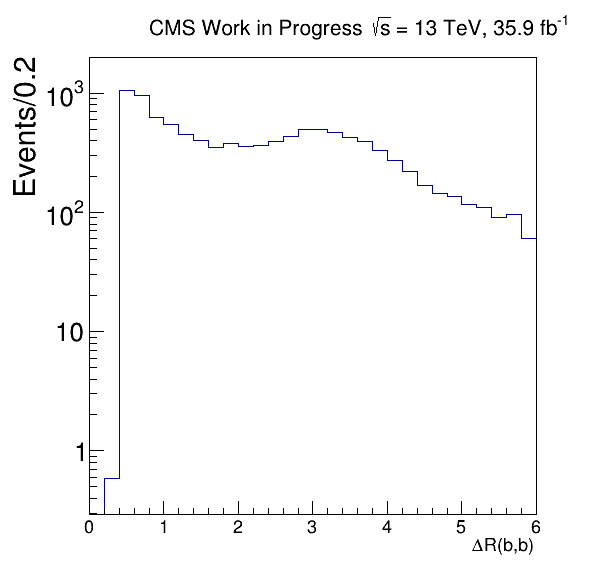 CMS Work in Progress √s = 13 TeV, 35.9 fb⁻¹
Events/0.2
10³
10²
10
1
0 1 2 3 4 5 6
ΔR(b,b)